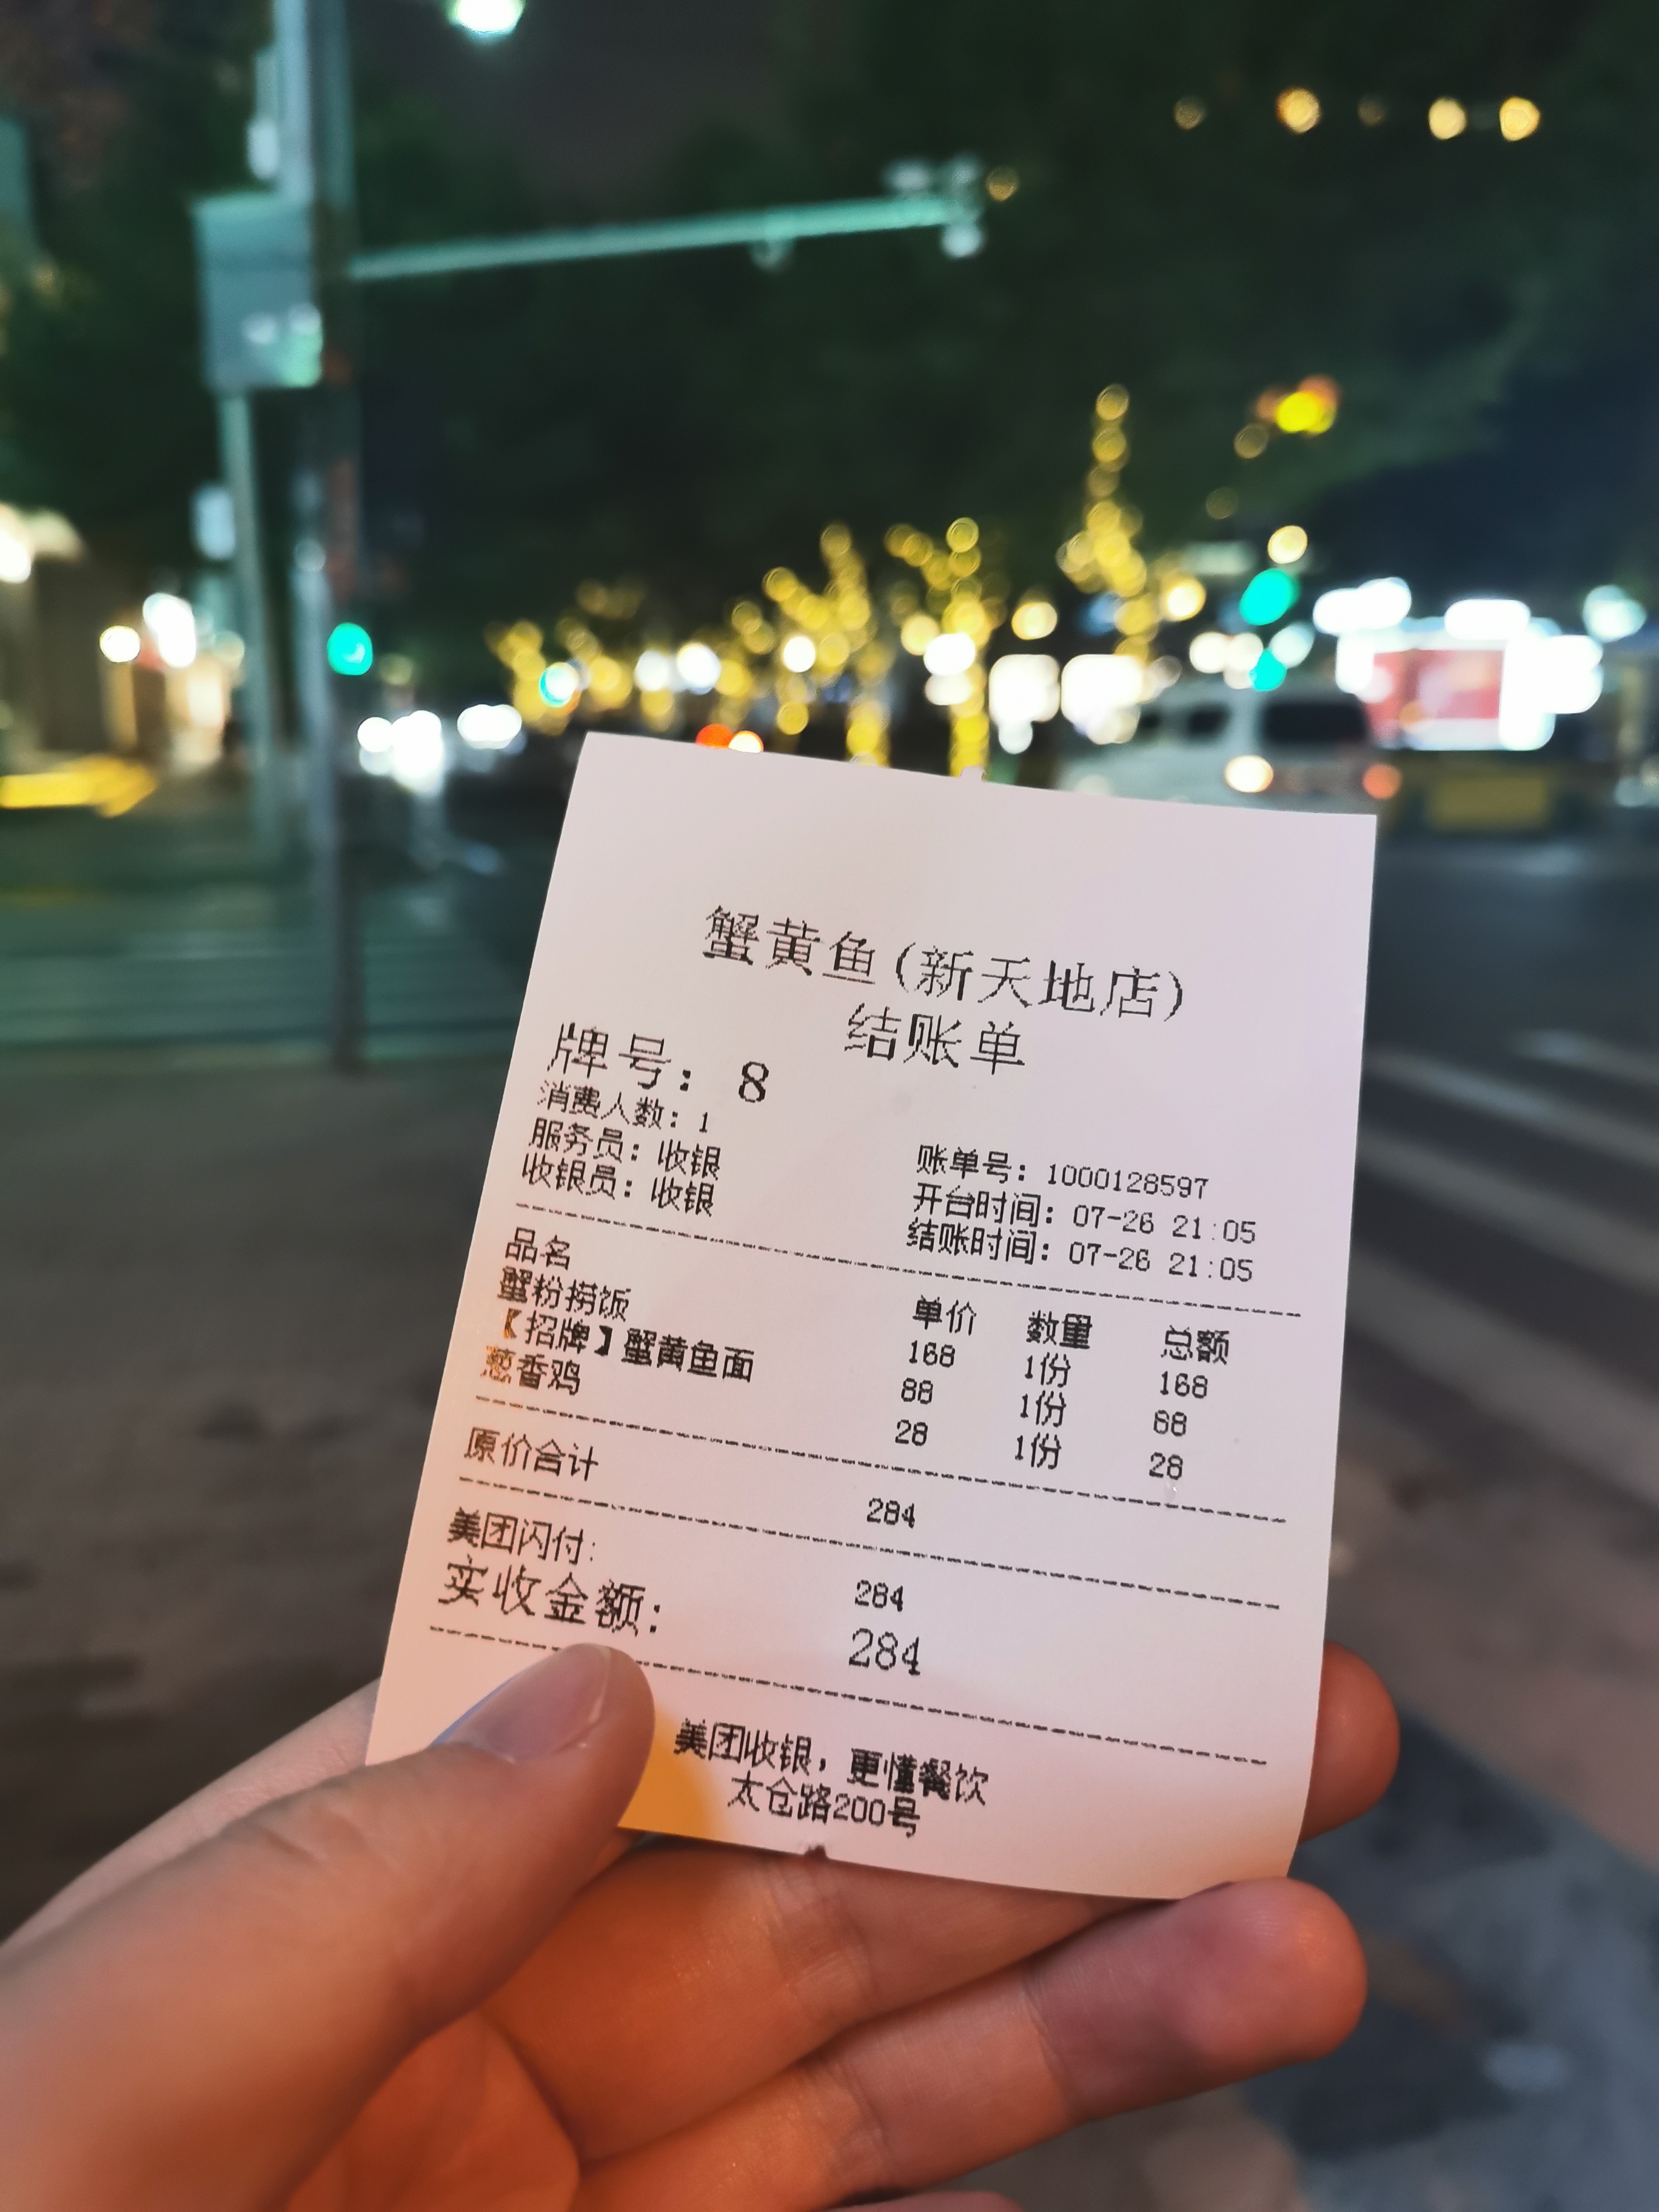 蟹黄鱼(新天地店)
结账单
牌号: 8
消费人数: 1
服务员: 收银
账单号: 1000128597
收银员: 收银
开台时间: 07-26 21:05
结账时间: 07-26 21:05
品名 单价 数量 总额
蟹粉捞饭 168 1份 168
【招牌】蟹黄鱼面 88 1份 88
葱香鸡 28 1份 28
原价合计 284
美团闪付: 284
实收金额: 284
美团收银，更懂餐饮
太仓路200号